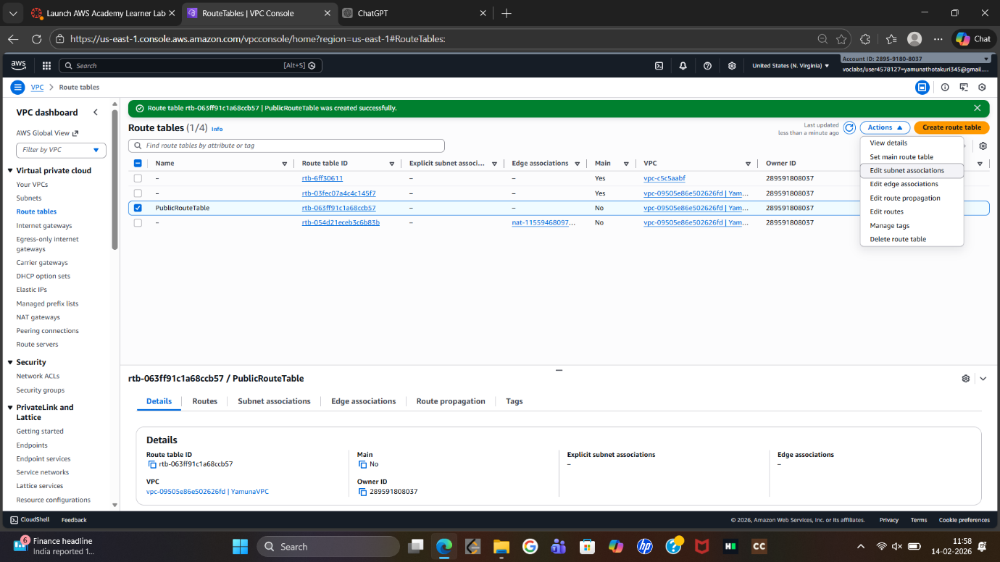 Launch AWS Academy Learner Lab
RouteTables | VPC Console
ChatGPT
https://us-east-1.console.aws.amazon.com/vpcconsole/home?region=us-east-1#RouteTables:
Chat
aws
Search
[Alt+S]
United States (N. Virginia)
Account ID: 2895-9180-8037
voclabs/user4578127=yamunathotakuri345@gmail....
VPC > Route tables
VPC dashboard
AWS Global View
Filter by VPC
Virtual private cloud
Your VPCs
Subnets
Route tables
Internet gateways
Egress-only internet
gateways
Carrier gateways
DHCP option sets
Elastic IPs
Managed prefix lists
NAT gateways
Peering connections
Route servers
Security
Network ACLs
Security groups
PrivateLink and
Lattice
Getting started
Endpoints
Endpoint services
Service networks
Lattice services
Resource configurations
Route table rtb-063ff91c1a68ccb57 | PublicRouteTable was created successfully.
Route tables (1/4) Info
Last updated
less than a minute ago
Actions
Create route table
Find route tables by attribute or tag
Name Route table ID Explicit subnet associ... Edge associations Main VPC Owner ID
– rtb-6ff30611 – – Yes vpc-c5c5aabf 289591808037
– rtb-03fec07a4c4c145f7 – – Yes vpc-09505e86e502626fd | Yamu... 289591808037
PublicRouteTable rtb-063ff91c1a68ccb57 – – No vpc-09505e86e502626fd | Yamu... 289591808037
– rtb-054d21eceb3c6b83b – nat-11559468097... No vpc-09505e86e502626fd | Yamu... 289591808037
View details
Set main route table
Edit subnet associations
Edit edge associations
Edit route propagation
Edit routes
Manage tags
Delete route table
rtb-063ff91c1a68ccb57 / PublicRouteTable
Details Routes Subnet associations Edge associations Route propagation Tags
Details
Route table ID
rtb-063ff91c1a68ccb57
Main
No
Explicit subnet associations
–
Edge associations
–
VPC
vpc-09505e86e502626fd | YamunaVPC
Owner ID
289591808037
CloudShell Feedback
© 2026, Amazon Web Services, Inc. or its affiliates. Privacy Terms Cookie preferences
6
Finance headline
India reported 1...
Search
hp
CC
11:58
14-02-2026